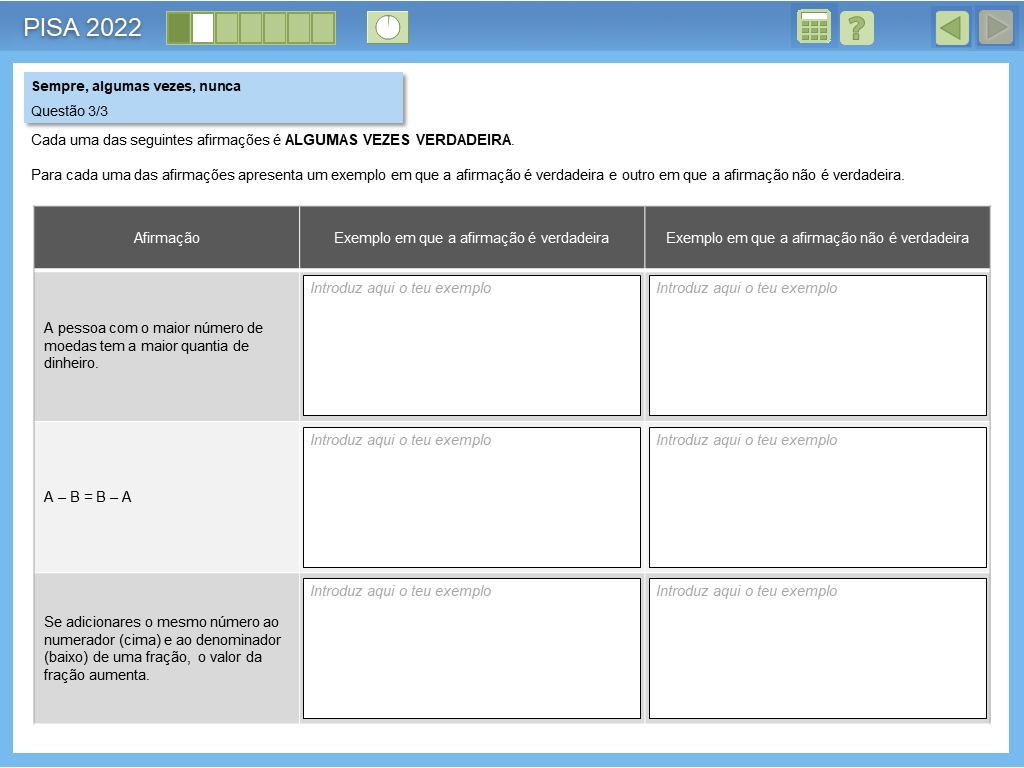 PISA 2022
?
Sempre, algumas vezes, nunca
Questão 3/3
Cada uma das seguintes afirmações é ALGUMAS VEZES VERDADEIRA.
Para cada uma das afirmações apresenta um exemplo em que a afirmação é verdadeira e outro em que a afirmação não é verdadeira.
Afirmação
Exemplo em que a afirmação é verdadeira
Exemplo em que a afirmação não é verdadeira
A pessoa com o maior número de
moedas tem a maior quantia de
dinheiro.
Introduz aqui o teu exemplo
Introduz aqui o teu exemplo
A – B = B – A
Introduz aqui o teu exemplo
Introduz aqui o teu exemplo
Se adicionares o mesmo número ao
numerador (cima) e ao denominador
(baixo) de uma fração, o valor da
fração aumenta.
Introduz aqui o teu exemplo
Introduz aqui o teu exemplo